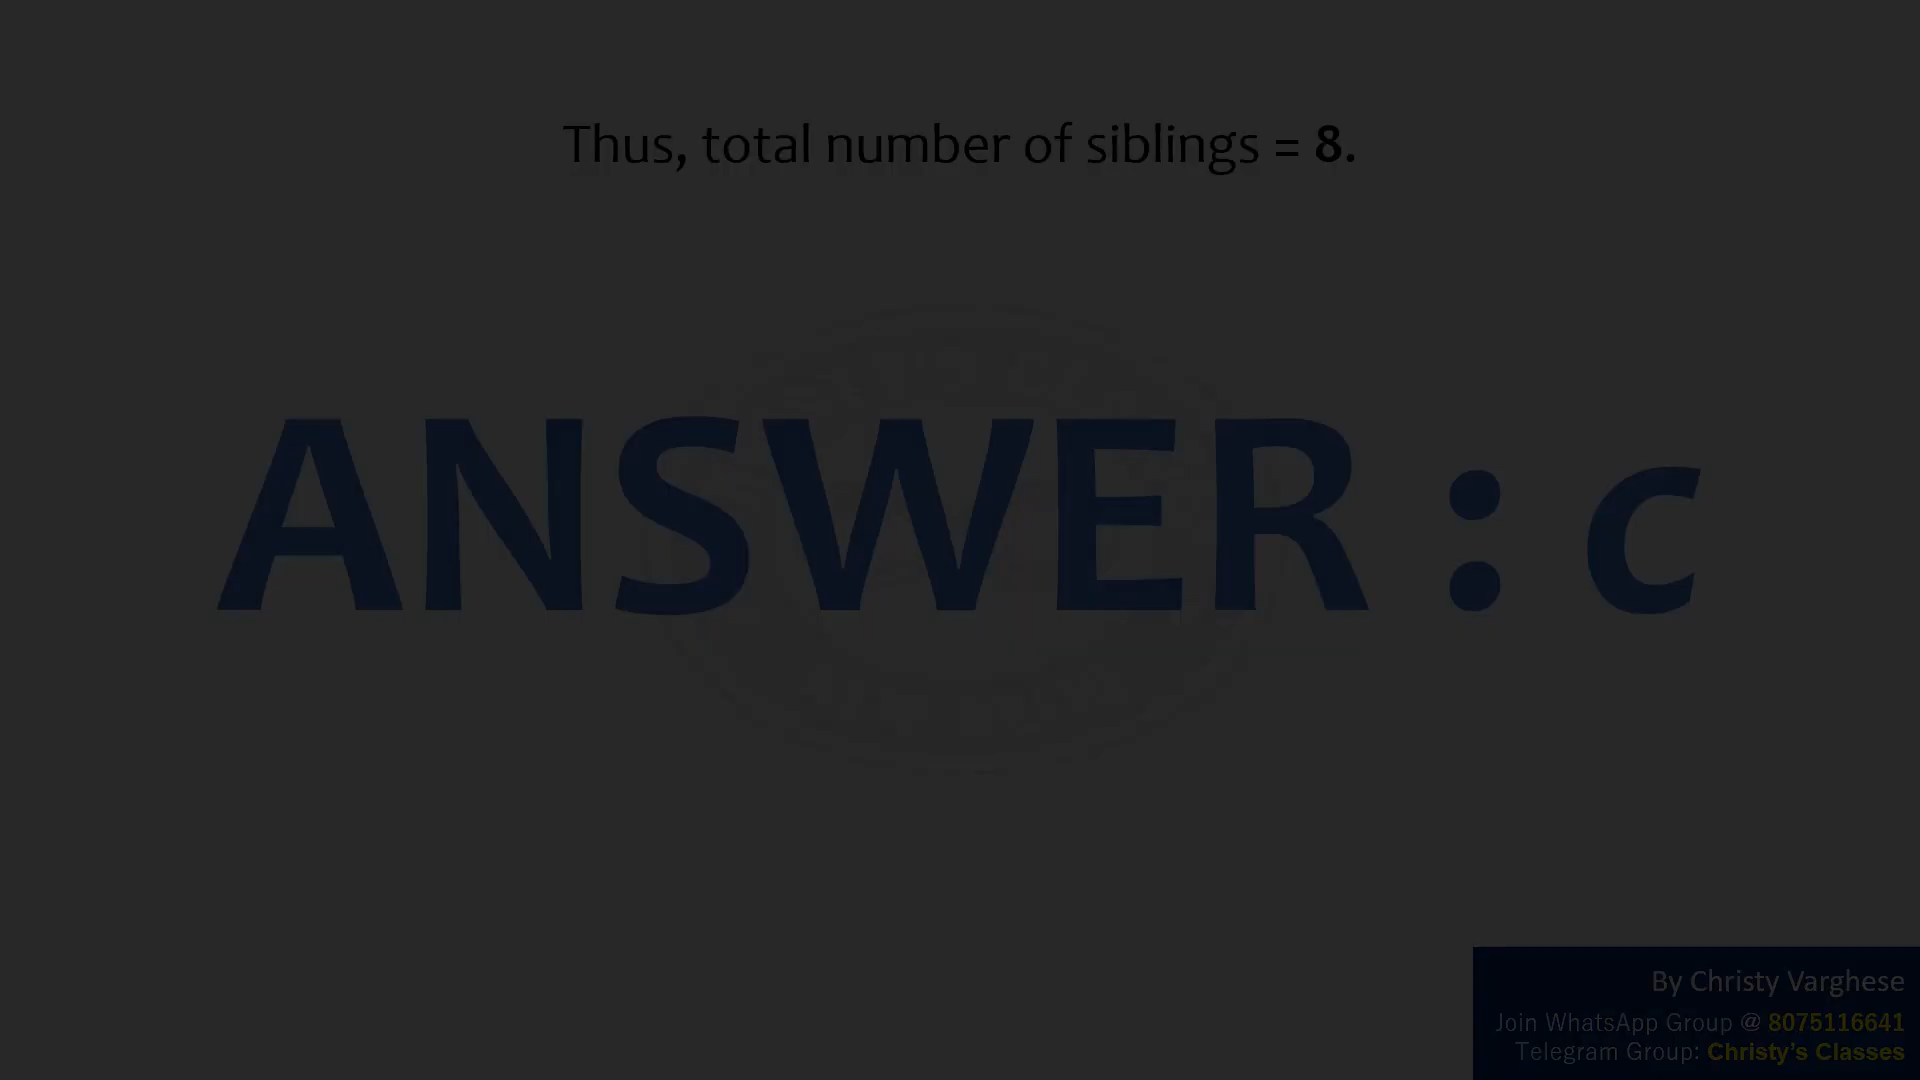 Thus, total number of siblings = 8.
ANSWER : c
By Christy Varghese
Join WhatsApp Group @ 8075116641
Telegram Group: Christy's Classes